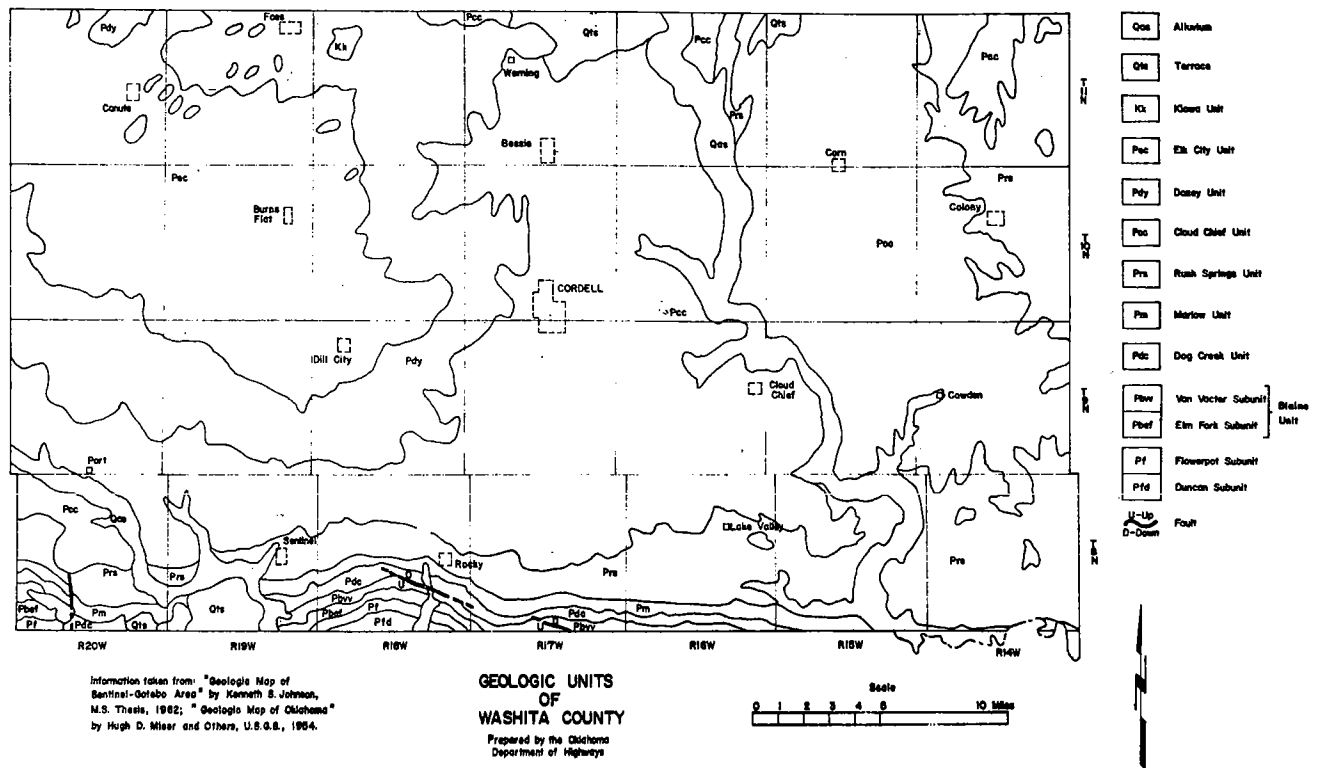 Pdy
Foss
Kk
Pcc
Qts
Pcc
Qts
Pec
Canute
Weming
Prs
T11N
Bessie
Qas
Corn
Pec
Prs
Burns
Flat
Colony
Pcc
T10N
CORDELL
Pcc
Dill City
Pdy
Cloud
Chief
Cowden
T9N
Port
Pcc
Qas
Sentinel
Lake Valley
Prs
Prs
Rocky
Prs
Prs
T8N
Pdc
Pbvv
Pbef
Pf
Pfd
U
D
Pm
Qts
Pbef
Pf
Pdc
Qts
Pm
Pdc
Pbvv
U
D
R20W
R19W
R18W
R17W
R16W
R15W
R14W
Qas Alluvium
Qts Terrace
Kk Kiowa Unit
Pec Elk City Unit
Pdy Doxey Unit
Pcc Cloud Chief Unit
Prs Rush Springs Unit
Pm Marlow Unit
Pdc Dog Creek Unit
Pbvv Van Vacter Subunit
Pbef Elm Fork Subunit
Blaine
Unit
Pf Flowerpot Subunit
Pfd Duncan Subunit
U-Up
D-Down
Fault
Information taken from: "Geologic Map of
Sentinel-Gotebo Area" by Kenneth S. Johnson,
M.S. Thesis, 1962; "Geologic Map of Oklahoma"
by Hugh D. Miser and Others, U.S.G.S., 1954.
GEOLOGIC UNITS
OF
WASHITA COUNTY
Prepared by the Oklahoma
Department of Highways
Scale
0 1 2 3 4 5 10 Miles